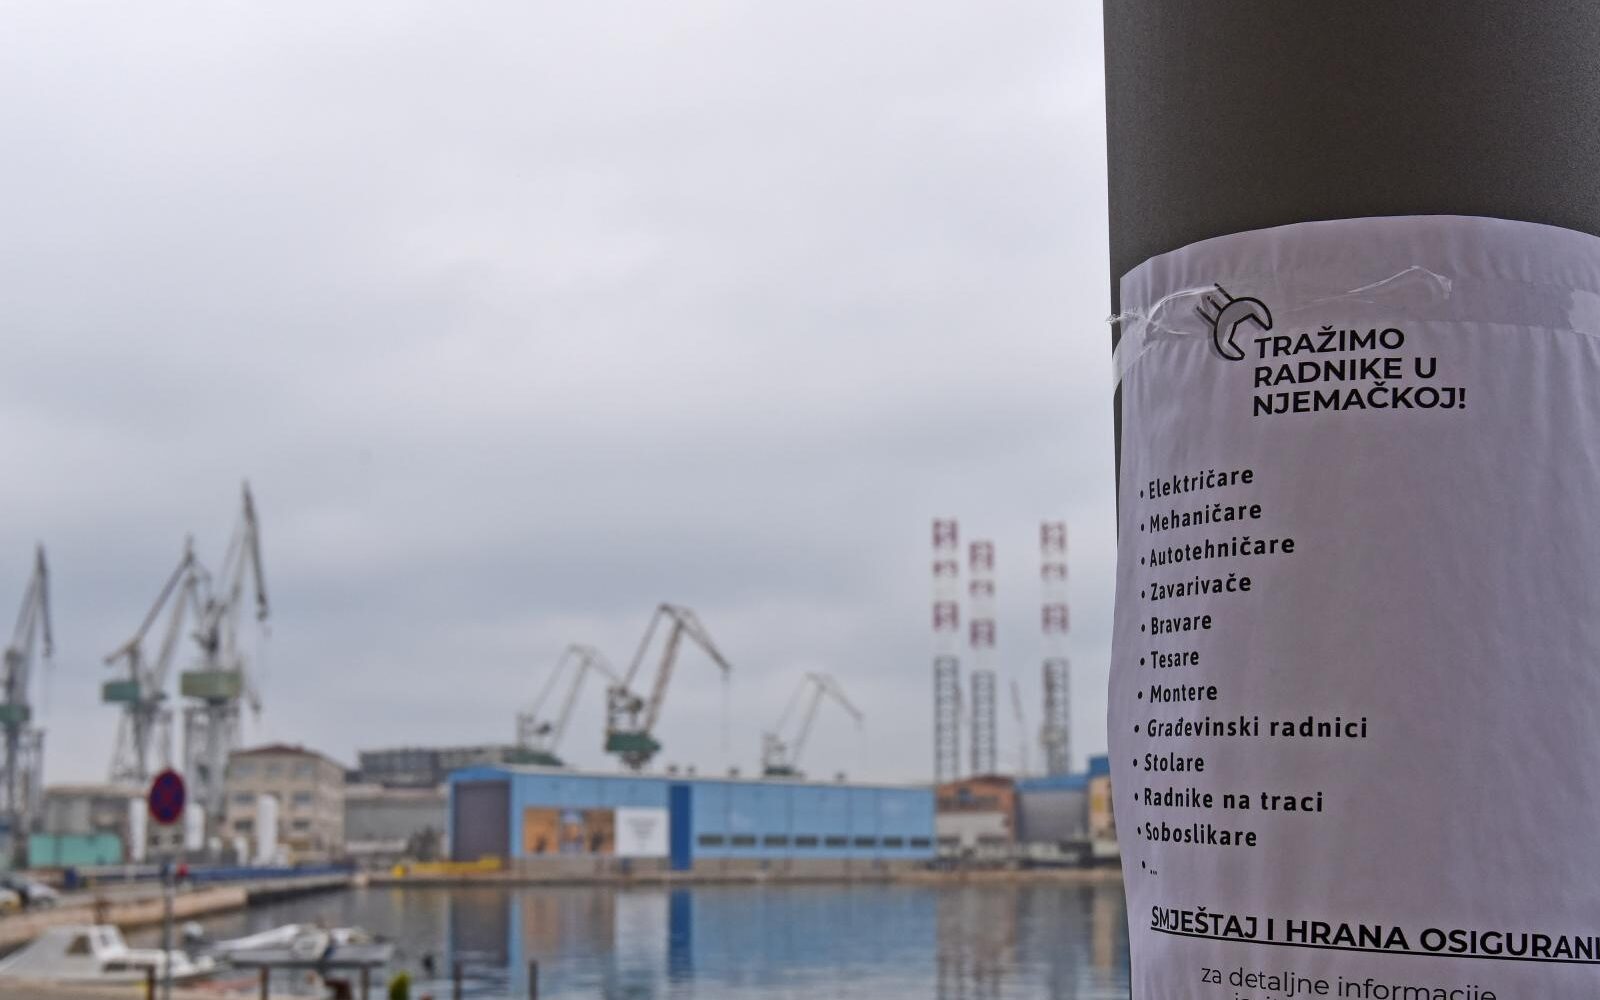 TRAŽIMO
RADNIKE U
NJEMAČKOJ!
• Električare
• Mehaničare
• Autotehničare
• Zavarivače
• Bravare
• Tesare
• Montere
• Građevinski radnici
• Stolare
• Radnike na traci
• Soboslikare
• ...
SMJEŠTAJ I HRANA OSIGURANI
za detaljne informacije